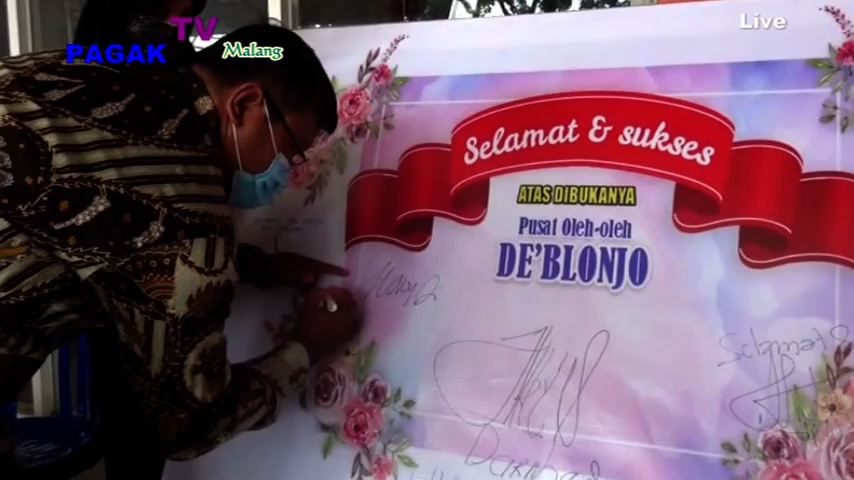 TV
PAGAK
Malang
Live
Selamat & sukses
ATAS DIBUKANYA
Pusat Oleh-oleh
DE'BLONJO
Selamat